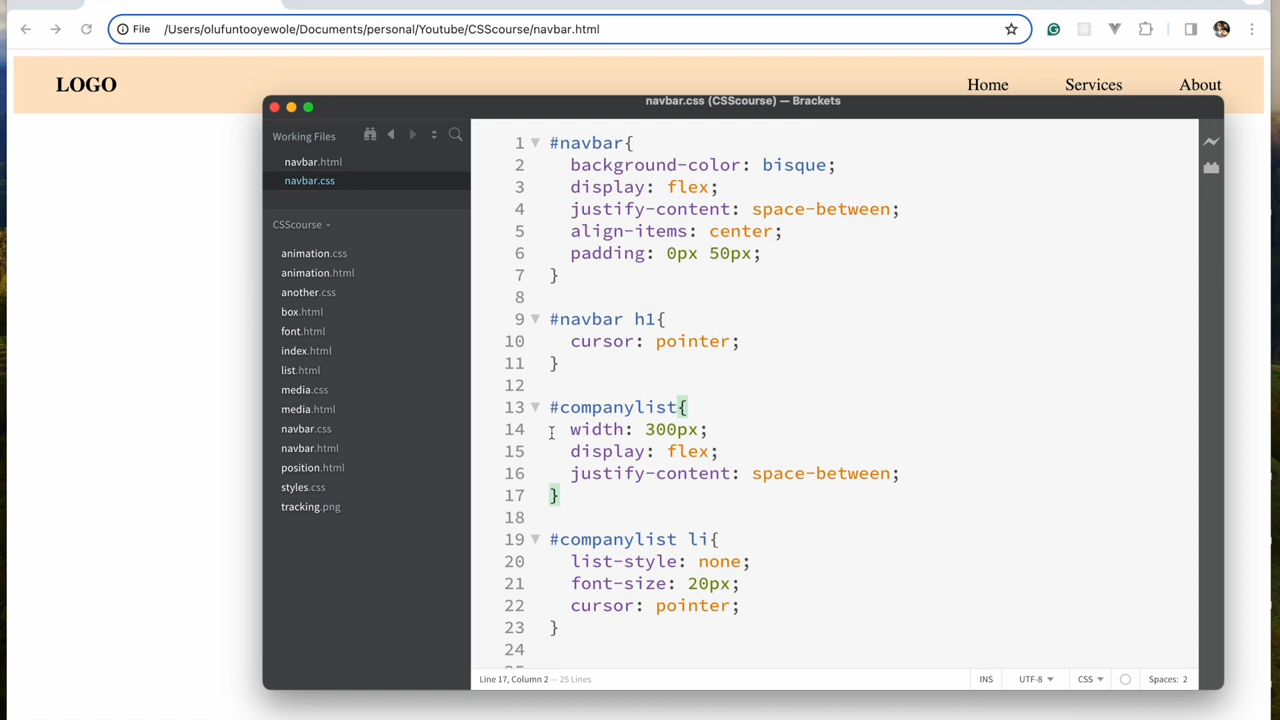 File /Users/olufuntooyewole/Documents/personal/Youtube/CSScourse/navbar.html
LOGO Home Services About
navbar.css (CSScourse) — Brackets
Working Files
navbar.html
navbar.css
CSScourse
animation.css
animation.html
another.css
box.html
font.html
index.html
list.html
media.css
media.html
navbar.css
navbar.html
position.html
styles.css
tracking.png
1 #navbar{
2 background-color: bisque;
3 display: flex;
4 justify-content: space-between;
5 align-items: center;
6 padding: 0px 50px;
7 }
8
9 #navbar h1{
10 cursor: pointer;
11 }
12
13 #companylist{
14 width: 300px;
15 display: flex;
16 justify-content: space-between;
17 }
18
19 #companylist li{
20 list-style: none;
21 font-size: 20px;
22 cursor: pointer;
23 }
24
Line 17, Column 2 — 25 Lines INS UTF-8 CSS Spaces: 2